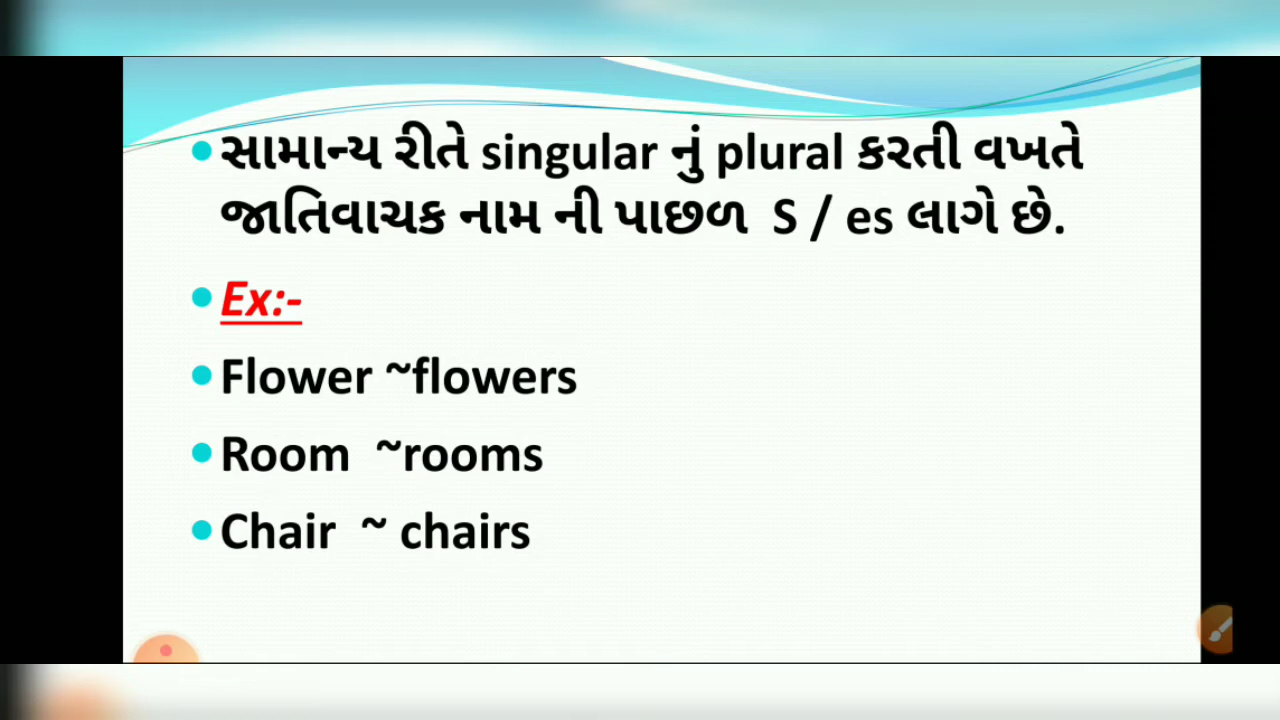 સામાન્ય રીતે singular નું plural કરતી વખતે
જાતિવાચક નામ ની પાછળ S / es લાગે છે.
Ex:-
Flower ~flowers
Room ~rooms
Chair ~ chairs